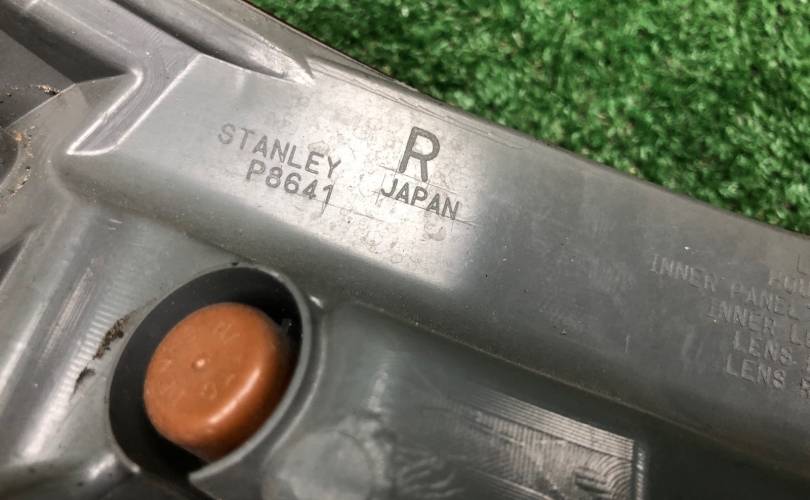 STANLEY
P8641
R
JAPAN
INNER PANEL
INNER
LENS
LENS